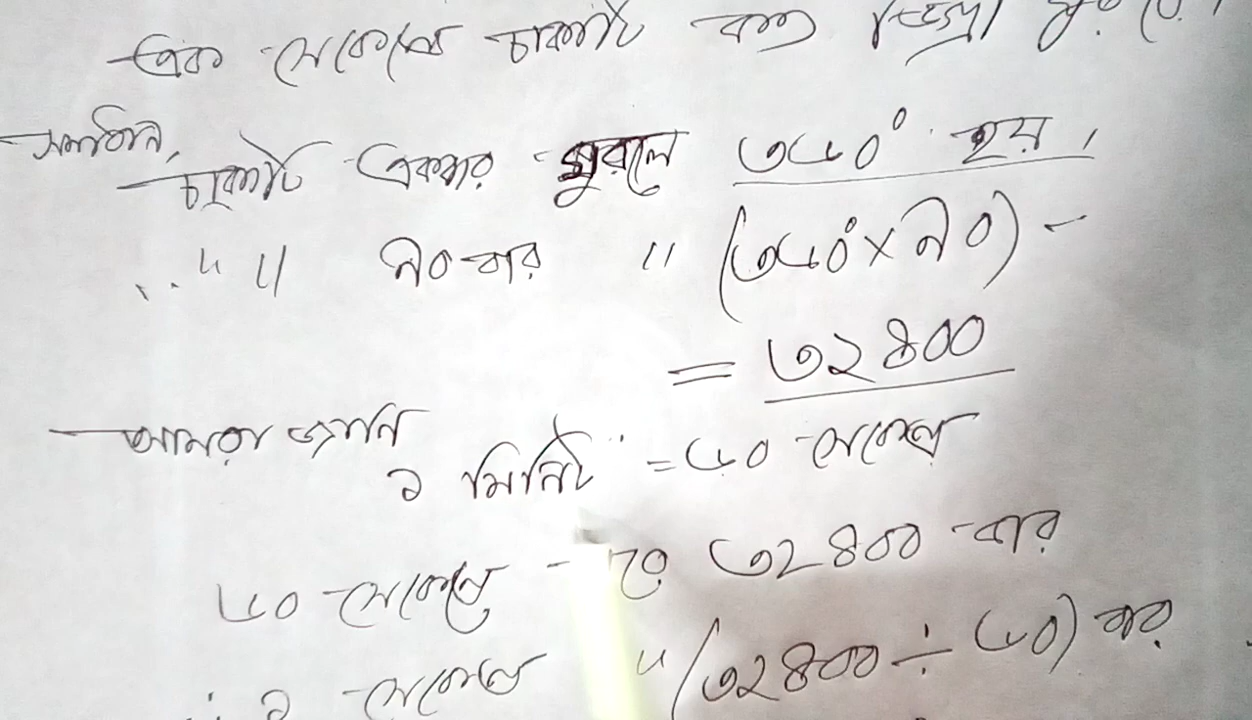 এক সেকেন্ডে চাকাটি কত ডিগ্রী ঘু
সমাধান,
চাকাটি একবার ঘুরলে ৩৬০° হয়,
∴ " " ৯০ বার " (৩৬০° × ৯০) -
= ৩২৪০০
আমরা জানি
১ মিনিট = ৬০ সেকেন্ড
৬০ সেকেন্ডে ঘুরে ৩২৪০০ বার
∴ ১ সেকেন্ডে " (৩২৪০০ ÷ ৬০) বার